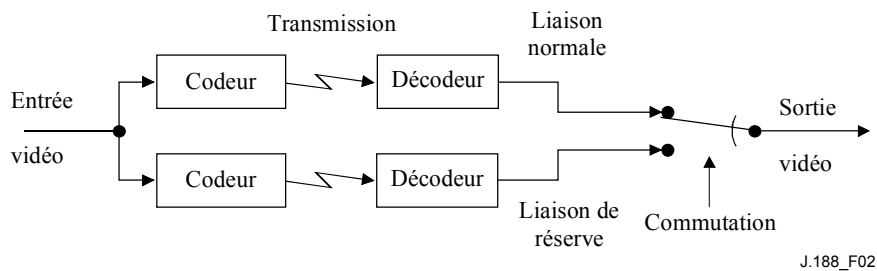 Transmission
Liaison
normale
Codeur
Décodeur
Entrée
vidéo
Sortie
vidéo
Codeur
Décodeur
Liaison de
réserve
Commutation
J.188_F02